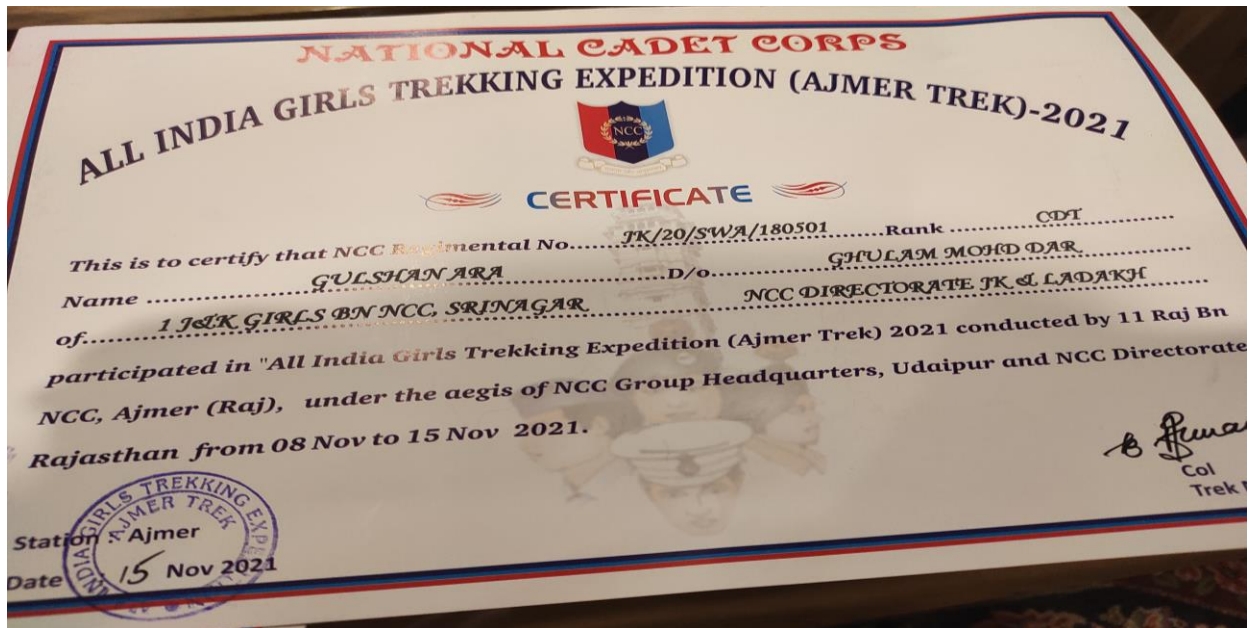 NATIONAL CADET CORPS
ALL INDIA GIRLS TREKKING EXPEDITION (AJMER TREK)-2021
NCC
CERTIFICATE
This is to certify that NCC Regimental No......JK/20/SWA/180501.......Rank ........CDT...............
Name ........................GULSHAN ARA.......................D/o................GHULAM MOHD DAR................
of.........1 J&K GIRLS BN NCC, SRINAGAR.......................NCC DIRECTORATE JK & LADAKH.........
participated in "All India Girls Trekking Expedition (Ajmer Trek) 2021 conducted by 11 Raj Bn
NCC, Ajmer (Raj), under the aegis of NCC Group Headquarters, Udaipur and NCC Directorate
Rajasthan from 08 Nov to 15 Nov 2021.
Col
Trek
INDIA GIRLS TREKKING
AJMER TREK
Station : Ajmer
Date 15 Nov 2021